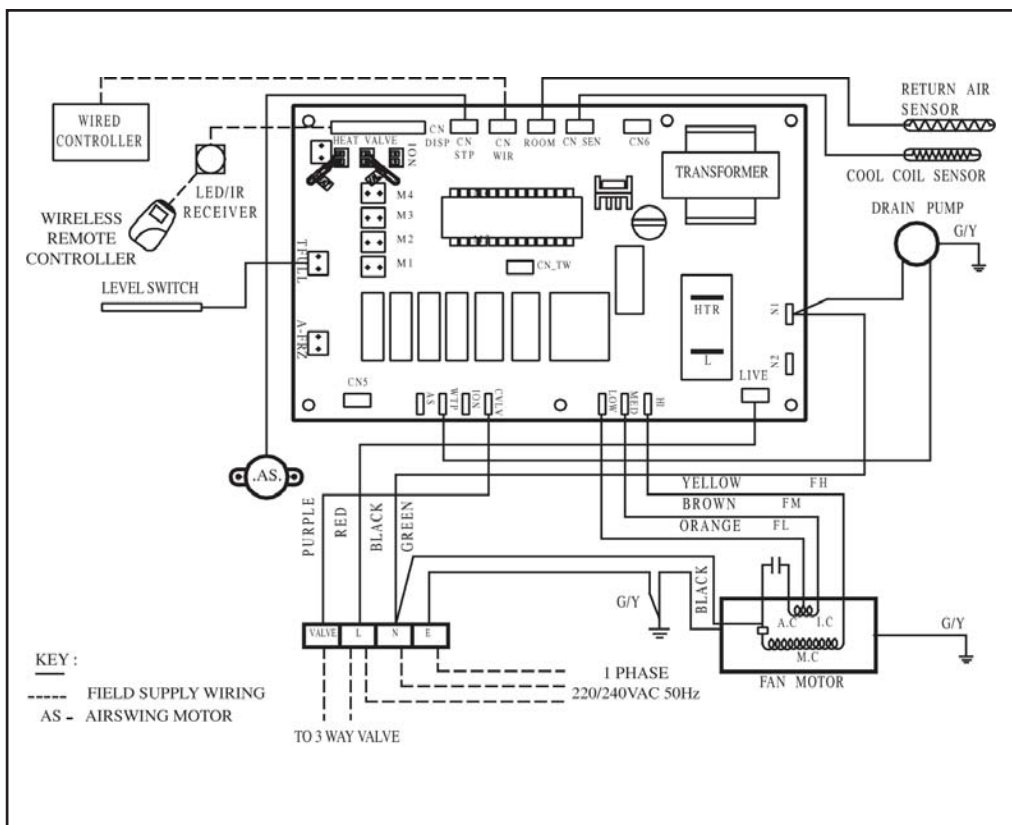 WIRED
CONTROLLER
LED/IR
RECEIVER
WIRELESS
REMOTE
CONTROLLER
LEVEL SWITCH
RETURN AIR
SENSOR
COOL COIL SENSOR
DRAIN PUMP
G/Y
HEAT VALVE
ION
CN
DISP
CN
STP
CN
WIR
ROOM
CN SEN
CN6
TRANSFORMER
M4
M3
M2
M1
CN_TW
TFULL
A-FRZ
HTR
L
N1
N2
LIVE
CN5
AS
WTP
ION
CVLV
LOW
MED
HI
.AS.
YELLOW FH
BROWN FM
ORANGE FL
PURPLE
RED
BLACK
GREEN
G/Y
BLACK
VALVE L N E
A.C I.C
M.C
FAN MOTOR
G/Y
1 PHASE
220/240VAC 50Hz
TO 3 WAY VALVE
KEY :
FIELD SUPPLY WIRING
AS - AIRSWING MOTOR